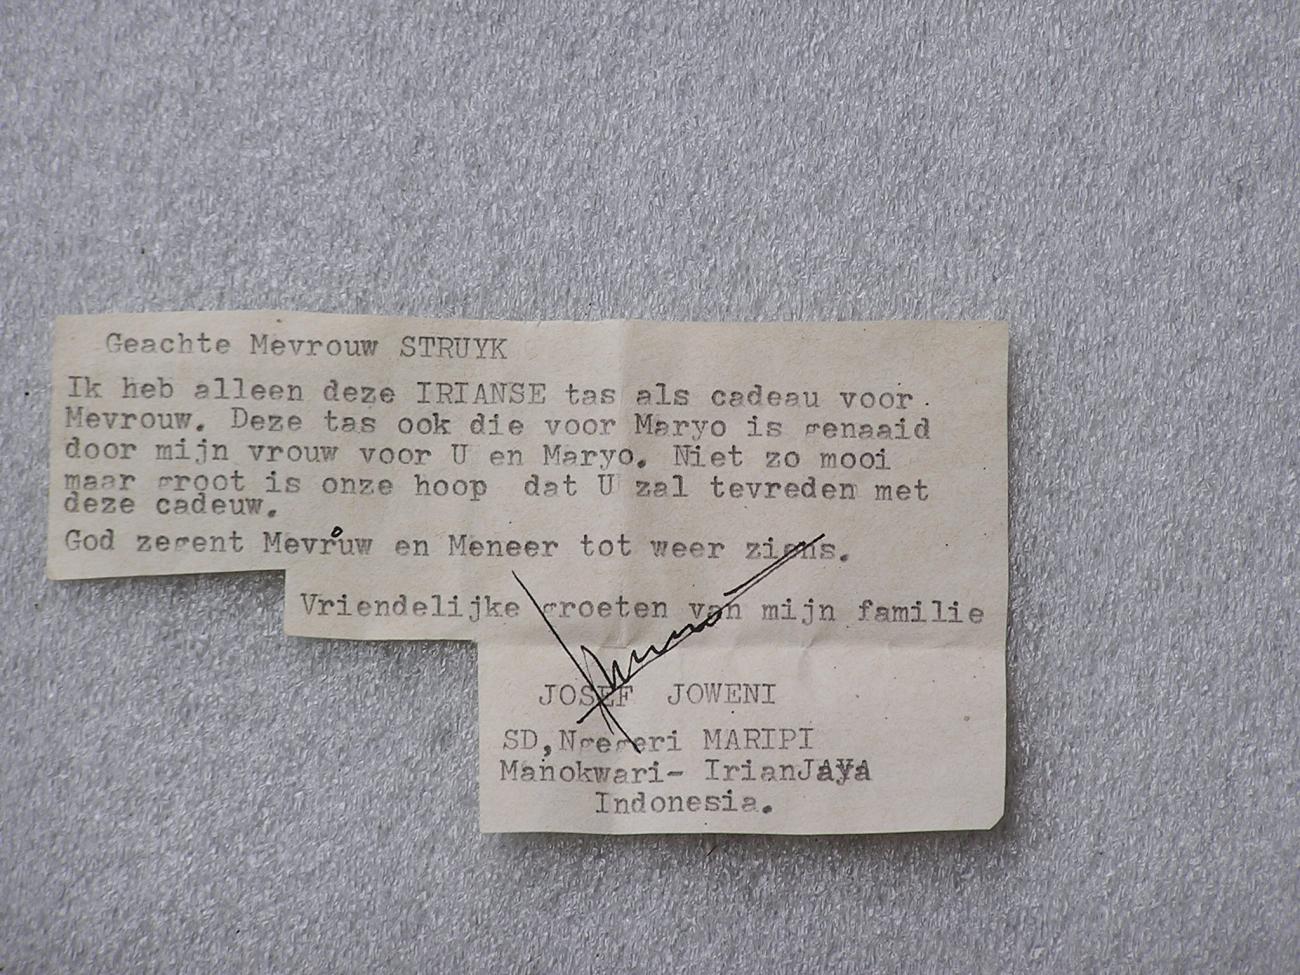 Geachte Mevrouw STRUYK
Ik heb alleen deze IRIANSE tas als cadeau voor
Mevrouw. Deze tas ook die voor Maryo is genaaid
door mijn vrouw voor U en Maryo. Niet zo mooi
maar groot is onze hoop dat U zal tevreden met
deze cadeuw.
God zegent Mevrouw en Meneer tot weer ziens.
Vriendelijke groeten van mijn familie
JOSEF JOWENI
SD,Ngegeri MARIPI
Manokwari- IrianJAYA
Indonesia.